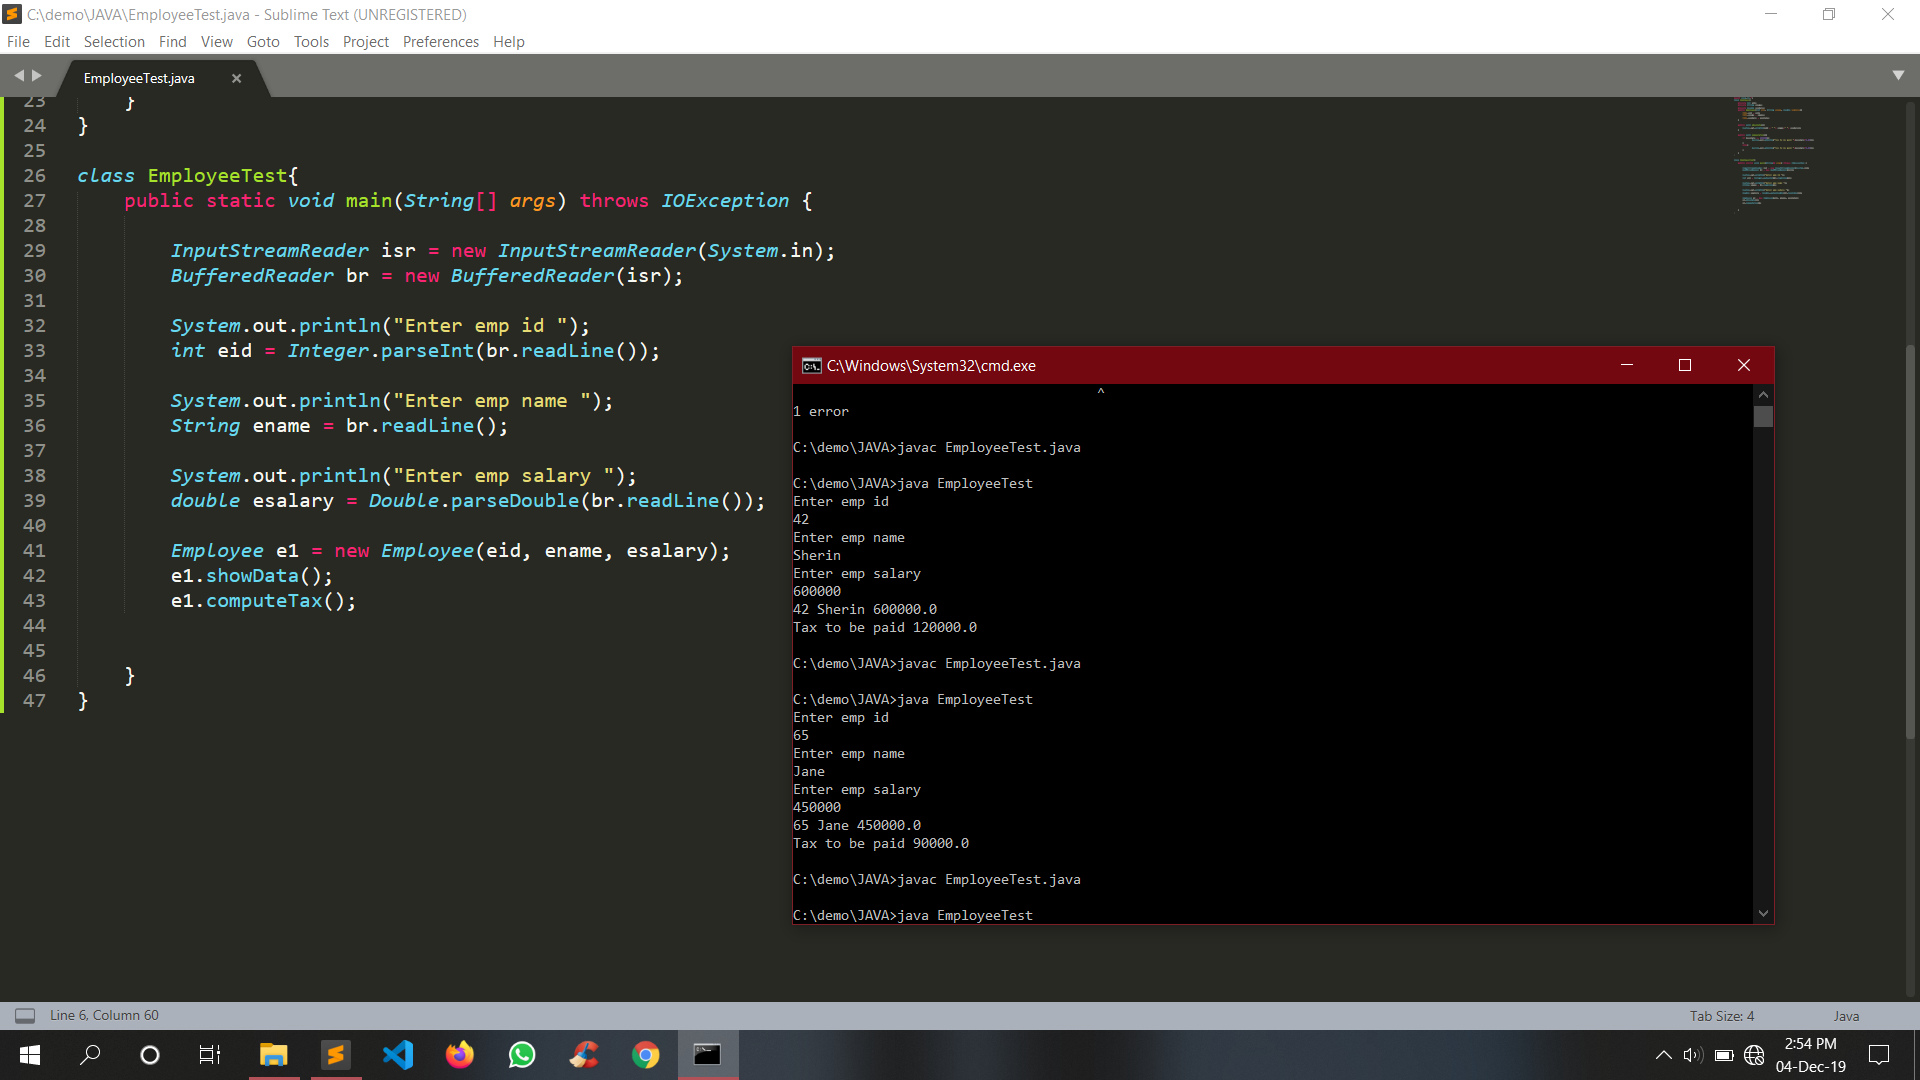 C:\demo\JAVA\EmployeeTest.java - Sublime Text (UNREGISTERED)
File Edit Selection Find View Goto Tools Project Preferences Help
EmployeeTest.java
23 }
24 }
25
26 class EmployeeTest{
27 public static void main(String[] args) throws IOException {
28
29 InputStreamReader isr = new InputStreamReader(System.in);
30 BufferedReader br = new BufferedReader(isr);
31
32 System.out.println("Enter emp id ");
33 int eid = Integer.parseInt(br.readLine());
34
35 System.out.println("Enter emp name ");
36 String ename = br.readLine();
37
38 System.out.println("Enter emp salary ");
39 double esalary = Double.parseDouble(br.readLine());
40
41 Employee e1 = new Employee(eid, ename, esalary);
42 e1.showData();
43 e1.computeTax();
44
45
46 }
47 }
C:\Windows\System32\cmd.exe
^
1 error
C:\demo\JAVA>javac EmployeeTest.java
C:\demo\JAVA>java EmployeeTest
Enter emp id
42
Enter emp name
Sherin
Enter emp salary
600000
42 Sherin 600000.0
Tax to be paid 120000.0
C:\demo\JAVA>javac EmployeeTest.java
C:\demo\JAVA>java EmployeeTest
Enter emp id
65
Enter emp name
Jane
Enter emp salary
450000
65 Jane 450000.0
Tax to be paid 90000.0
C:\demo\JAVA>javac EmployeeTest.java
C:\demo\JAVA>java EmployeeTest
Line 6, Column 60
Tab Size: 4
Java
2:54 PM
04-Dec-19